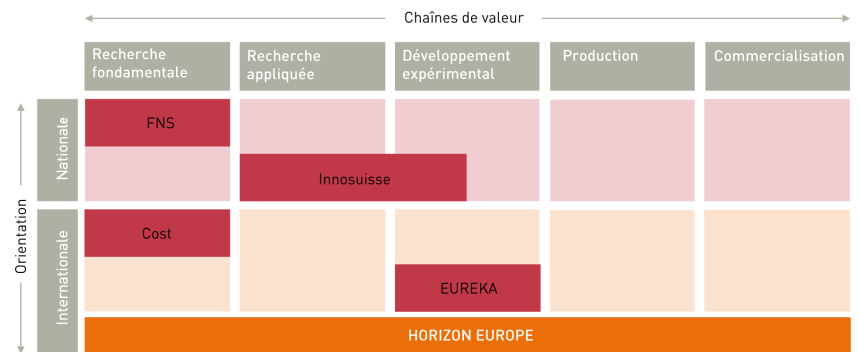 Chaînes de valeur
Recherche
fondamentale
Recherche
appliquée
Développement
expérimental
Production
Commercialisation
Orientation
Nationale
FNS
Innosuisse
Internationale
Cost
EUREKA
HORIZON EUROPE